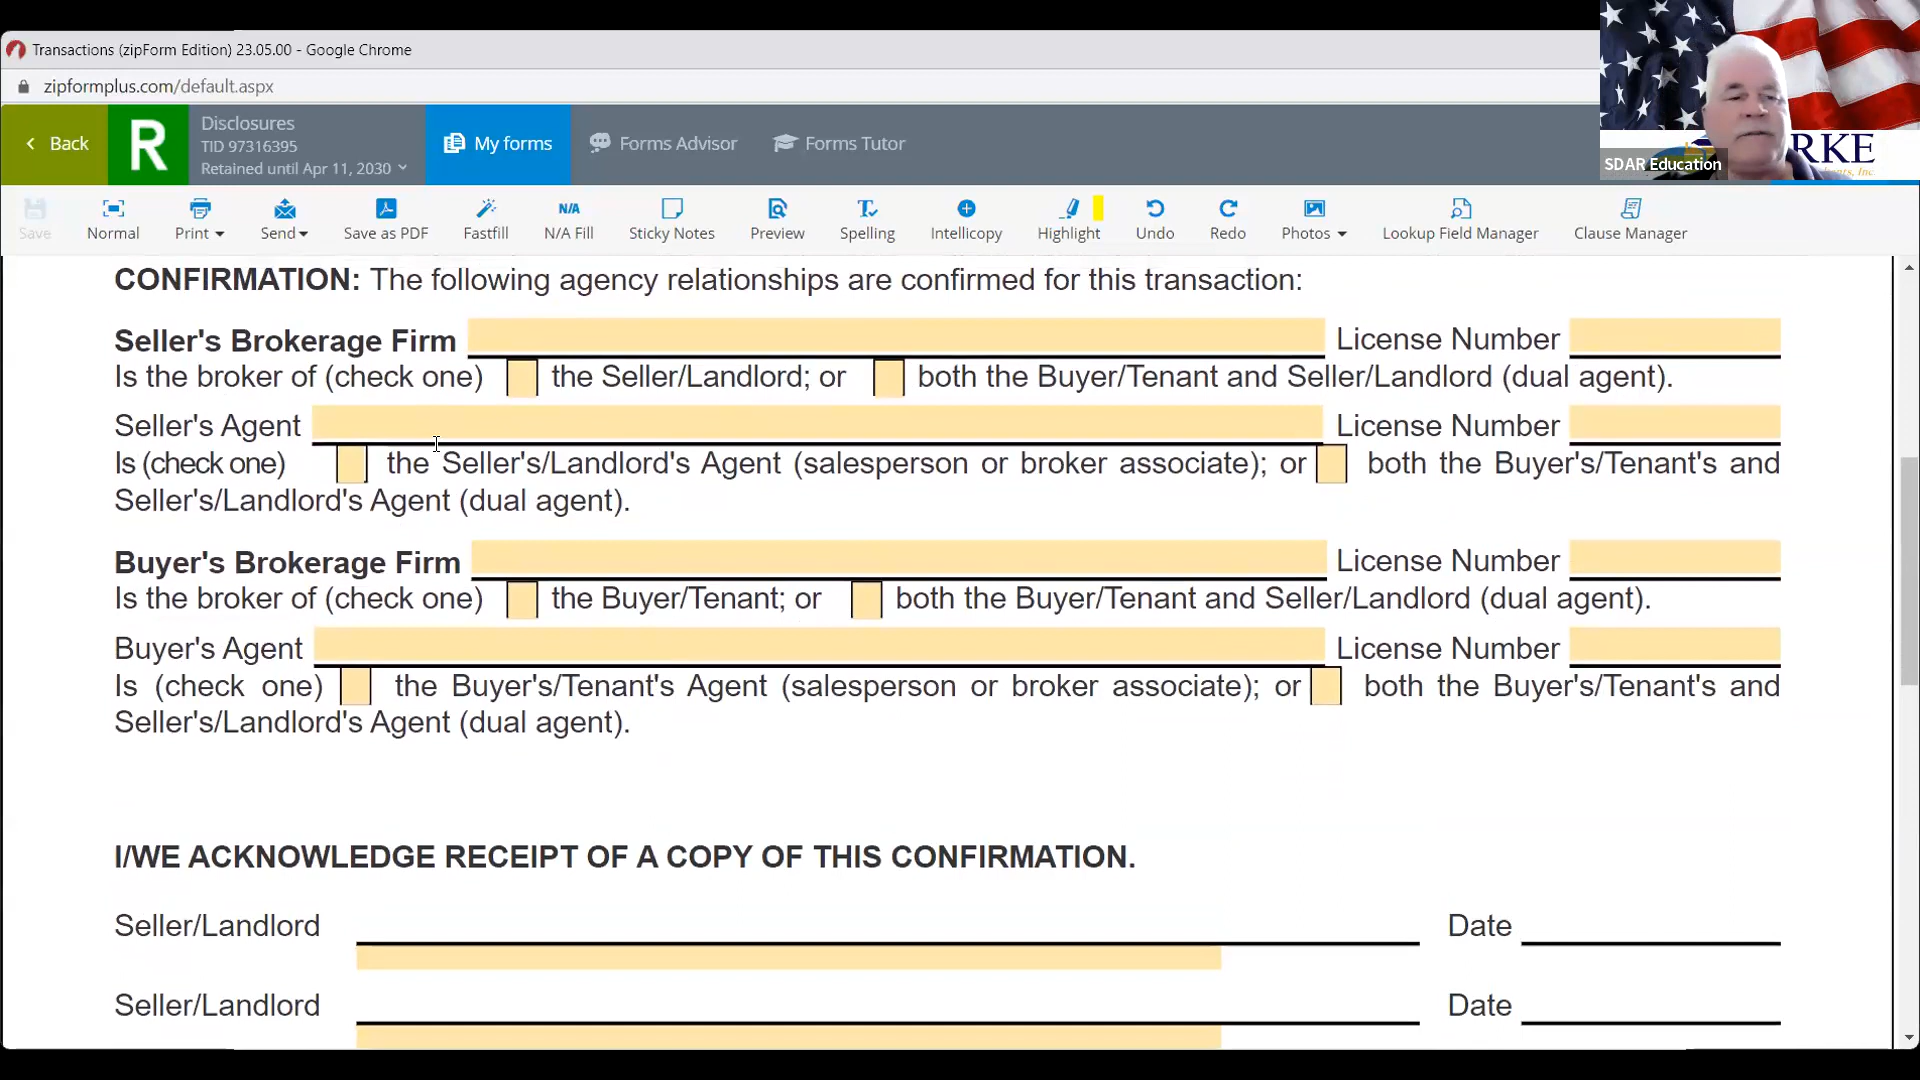 Transactions (zipForm Edition) 23.05.00 - Google Chrome
zipformplus.com/default.aspx
Back
R
Disclosures
TID 97316395
Retained until Apr 11, 2030
My forms
Forms Advisor
Forms Tutor
RKE
SDAR Education
Save
Normal
Print
Send
Save as PDF
Fastfill
N/A
N/A Fill
Sticky Notes
Preview
Spelling
Intellicopy
Highlight
Undo
Redo
Photos
Lookup Field Manager
Clause Manager
CONFIRMATION: The following agency relationships are confirmed for this transaction:
Seller's Brokerage Firm License Number
Is the broker of (check one) the Seller/Landlord; or both the Buyer/Tenant and Seller/Landlord (dual agent).
Seller's Agent License Number
Is (check one) the Seller's/Landlord's Agent (salesperson or broker associate); or both the Buyer's/Tenant's and
Seller's/Landlord's Agent (dual agent).
Buyer's Brokerage Firm License Number
Is the broker of (check one) the Buyer/Tenant; or both the Buyer/Tenant and Seller/Landlord (dual agent).
Buyer's Agent License Number
Is (check one) the Buyer's/Tenant's Agent (salesperson or broker associate); or both the Buyer's/Tenant's and
Seller's/Landlord's Agent (dual agent).
I/WE ACKNOWLEDGE RECEIPT OF A COPY OF THIS CONFIRMATION.
Seller/Landlord Date
Seller/Landlord Date